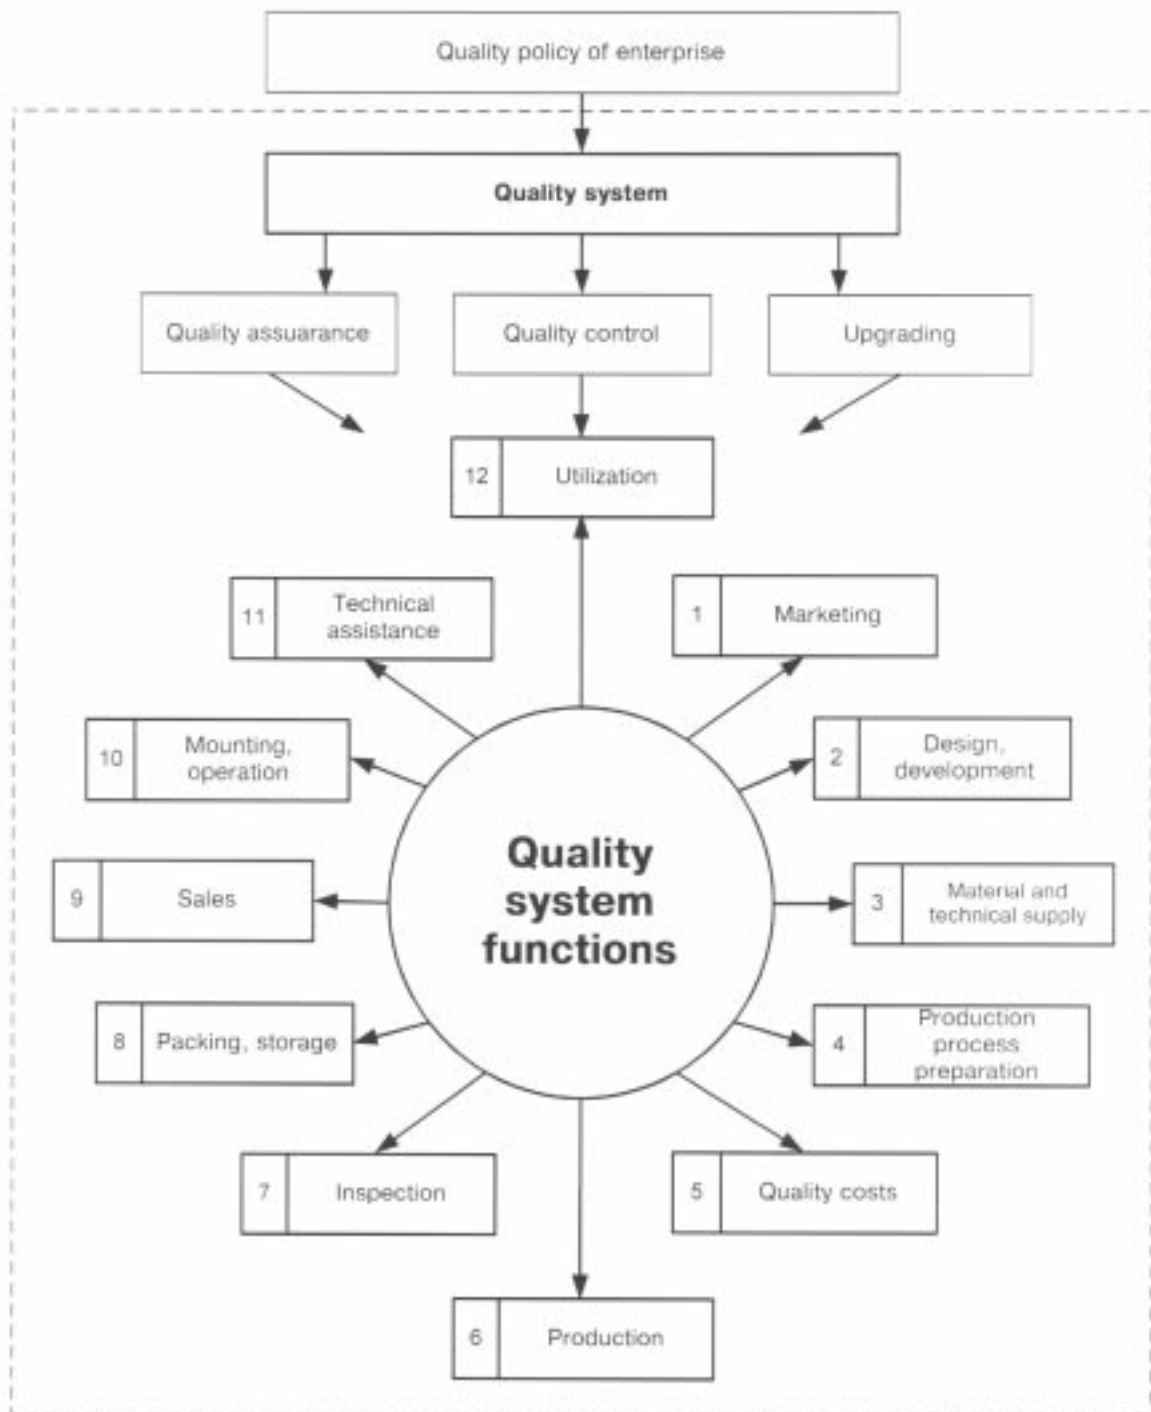 Quality policy of enterprise
Quality system
Quality assuarance
Quality control
Upgrading
12 Utilization
11 Technical
assistance
1 Marketing
10 Mounting,
operation
2 Design,
development
Quality
system
functions
9 Sales
3 Material and
technical supply
8 Packing, storage
4 Production
process
preparation
7 Inspection
5 Quality costs
6 Production